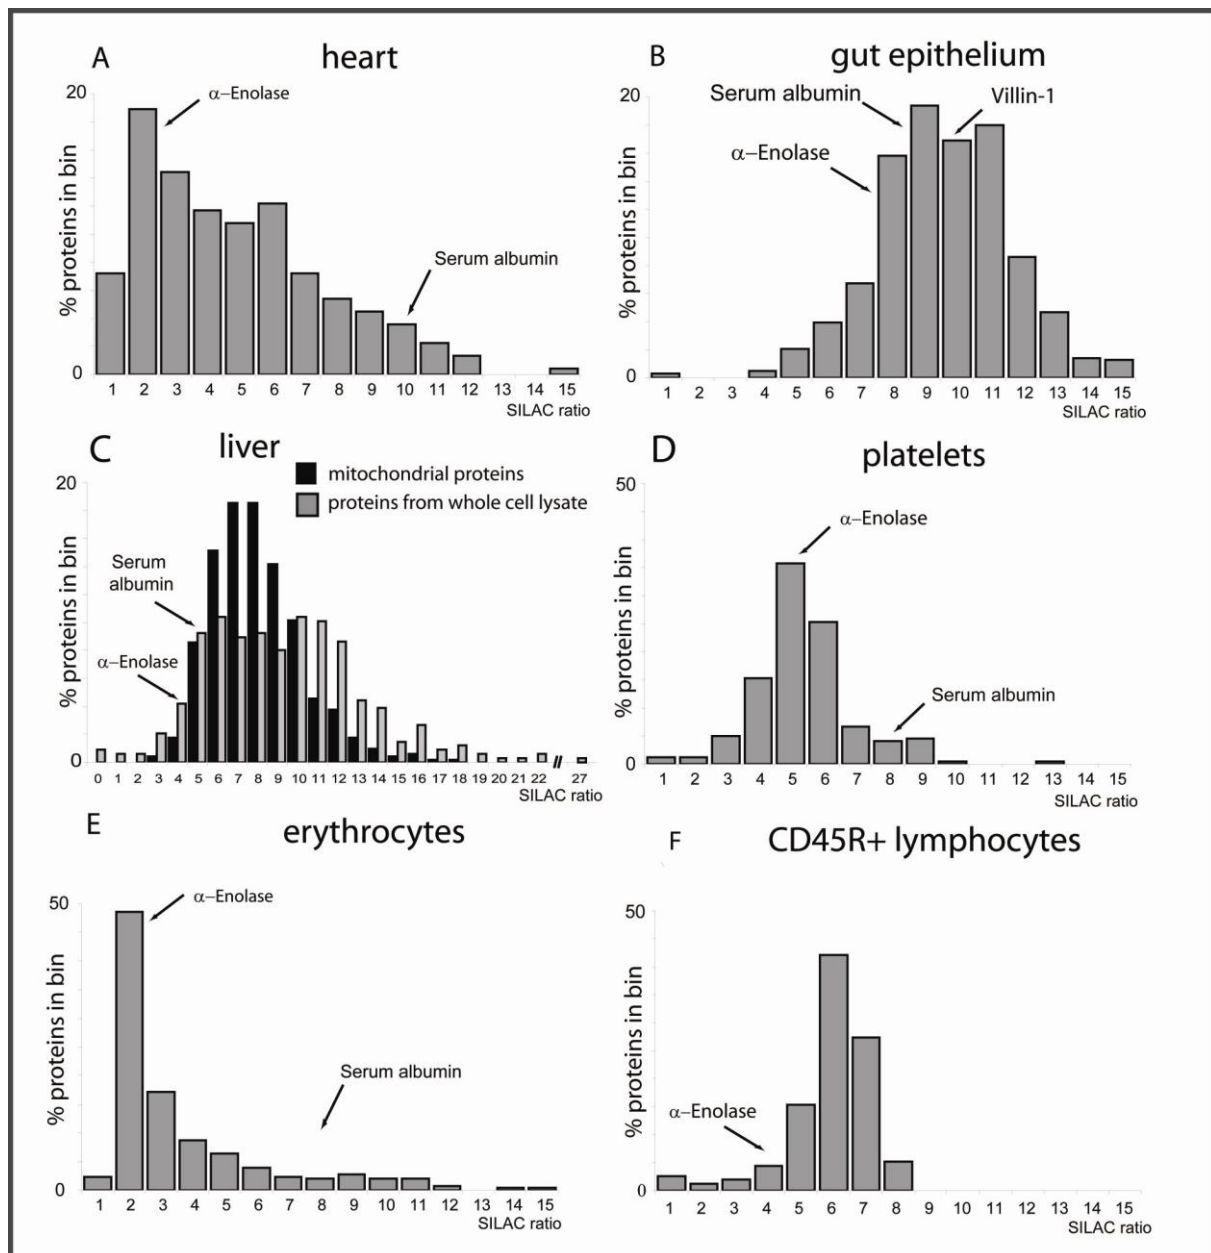 A
heart
20
α–Enolase
Serum albumin
% proteins in bin
0
1 2 3 4 5 6 7 8 9 10 11 12 13 14 15
SILAC ratio
B
gut epithelium
20
Serum albumin
Villin-1
α–Enolase
% proteins in bin
0
1 2 3 4 5 6 7 8 9 10 11 12 13 14 15
SILAC ratio
C
liver
mitochondrial proteins
proteins from whole cell lysate
20
Serum
albumin
α–Enolase
% proteins in bin
0
0 1 2 3 4 5 6 7 8 9 10 11 12 13 14 15 16 17 18 19 20 21 22 // 27
SILAC ratio
D
platelets
50
α–Enolase
Serum albumin
% proteins in bin
0
1 2 3 4 5 6 7 8 9 10 11 12 13 14 15
SILAC ratio
E
erythrocytes
50
α–Enolase
Serum albumin
% proteins in bin
0
1 2 3 4 5 6 7 8 9 10 11 12 13 14 15
SILAC ratio
F
CD45R+ lymphocytes
50
α–Enolase
% proteins in bin
0
1 2 3 4 5 6 7 8 9 10 11 12 13 14 15
SILAC ratio